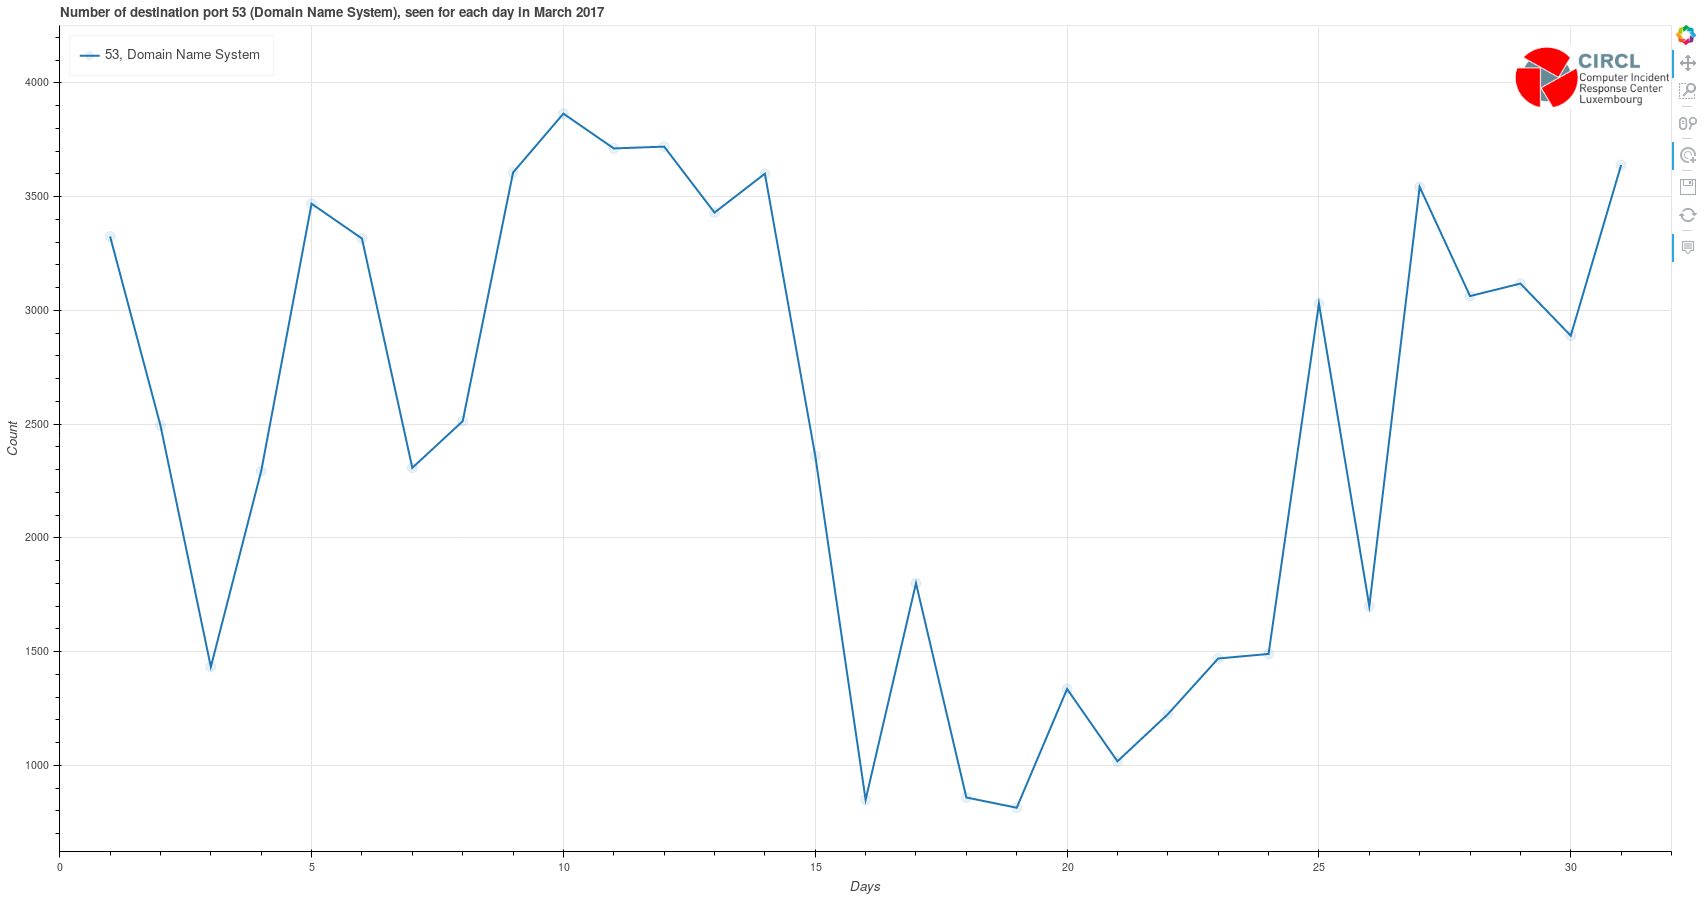 Number of destination port 53 (Domain Name System), seen for each day in March 2017
53, Domain Name System
CIRCL
Computer Incident
Response Center
Luxembourg
4000
3500
3000
2500
2000
1500
1000
Count
0 5 10 15 20 25 30
Days